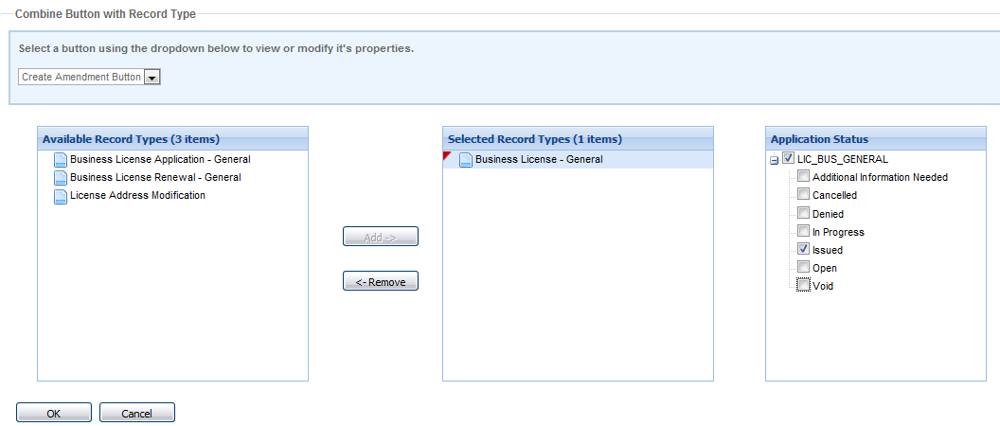 Combine Button with Record Type
Select a button using the dropdown below to view or modify it's properties.
Create Amendment Button
Available Record Types (3 items)
Business License Application - General
Business License Renewal - General
License Address Modification
Add ->
<- Remove
Selected Record Types (1 items)
Business License - General
Application Status
LIC_BUS_GENERAL
Additional Information Needed
Cancelled
Denied
In Progress
Issued
Open
Void
OK
Cancel